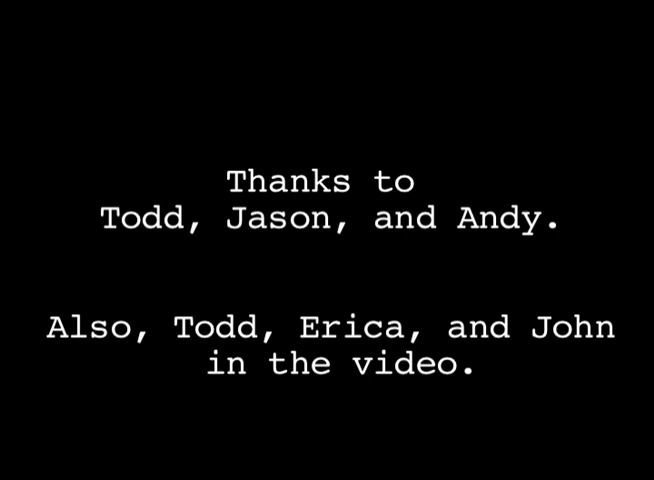 Thanks to
Todd, Jason, and Andy.
Also, Todd, Erica, and John
in the video.